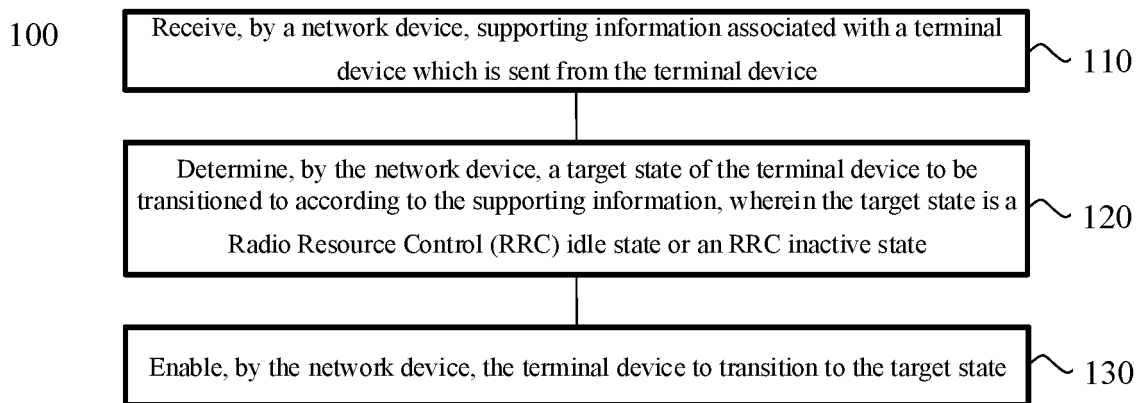 100
Receive, by a network device, supporting information associated with a terminal
device which is sent from the terminal device
110
Determine, by the network device, a target state of the terminal device to be
transitioned to according to the supporting information, wherein the target state is a
Radio Resource Control (RRC) idle state or an RRC inactive state
120
Enable, by the network device, the terminal device to transition to the target state
130